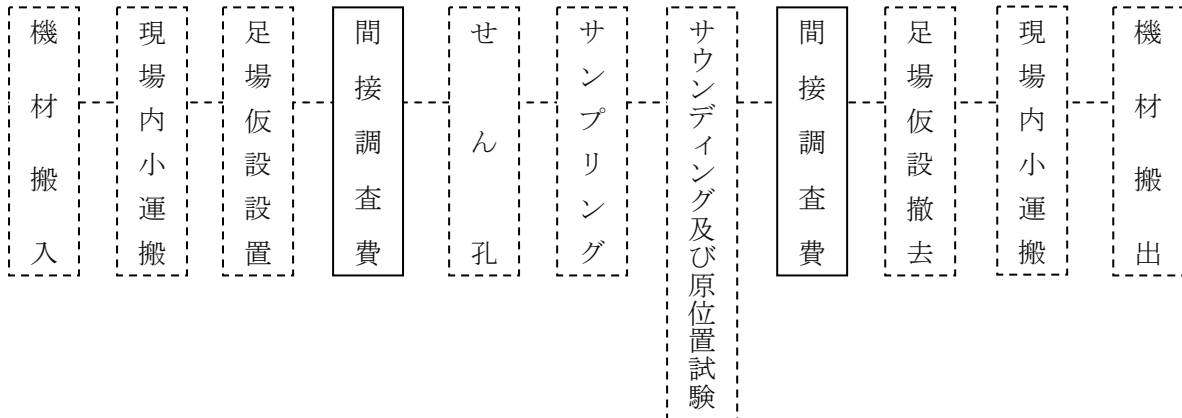 機材搬入
現場内小運搬
足場仮設設置
間接調査費
せん孔
サンプリング
サウンディング及び原位置試験
間接調査費
足場仮設撤去
現場内小運搬
機材搬出